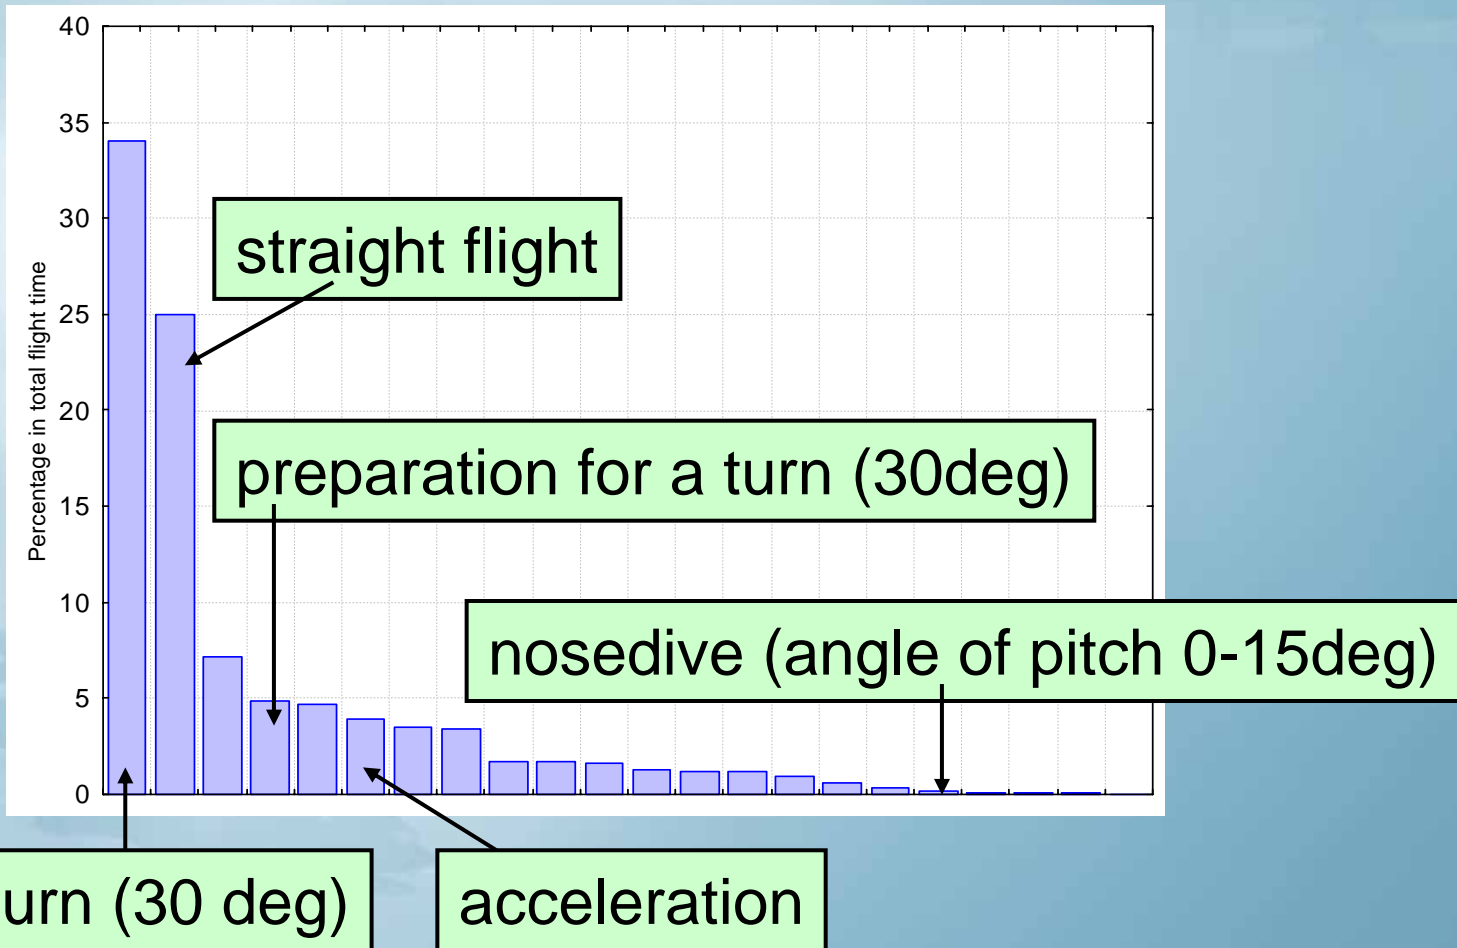 40
35
30
25
20
15
10
5
0
Percentage in total flight time
straight flight
preparation for a turn (30deg)
nosedive (angle of pitch 0-15deg)
urn (30 deg)
acceleration